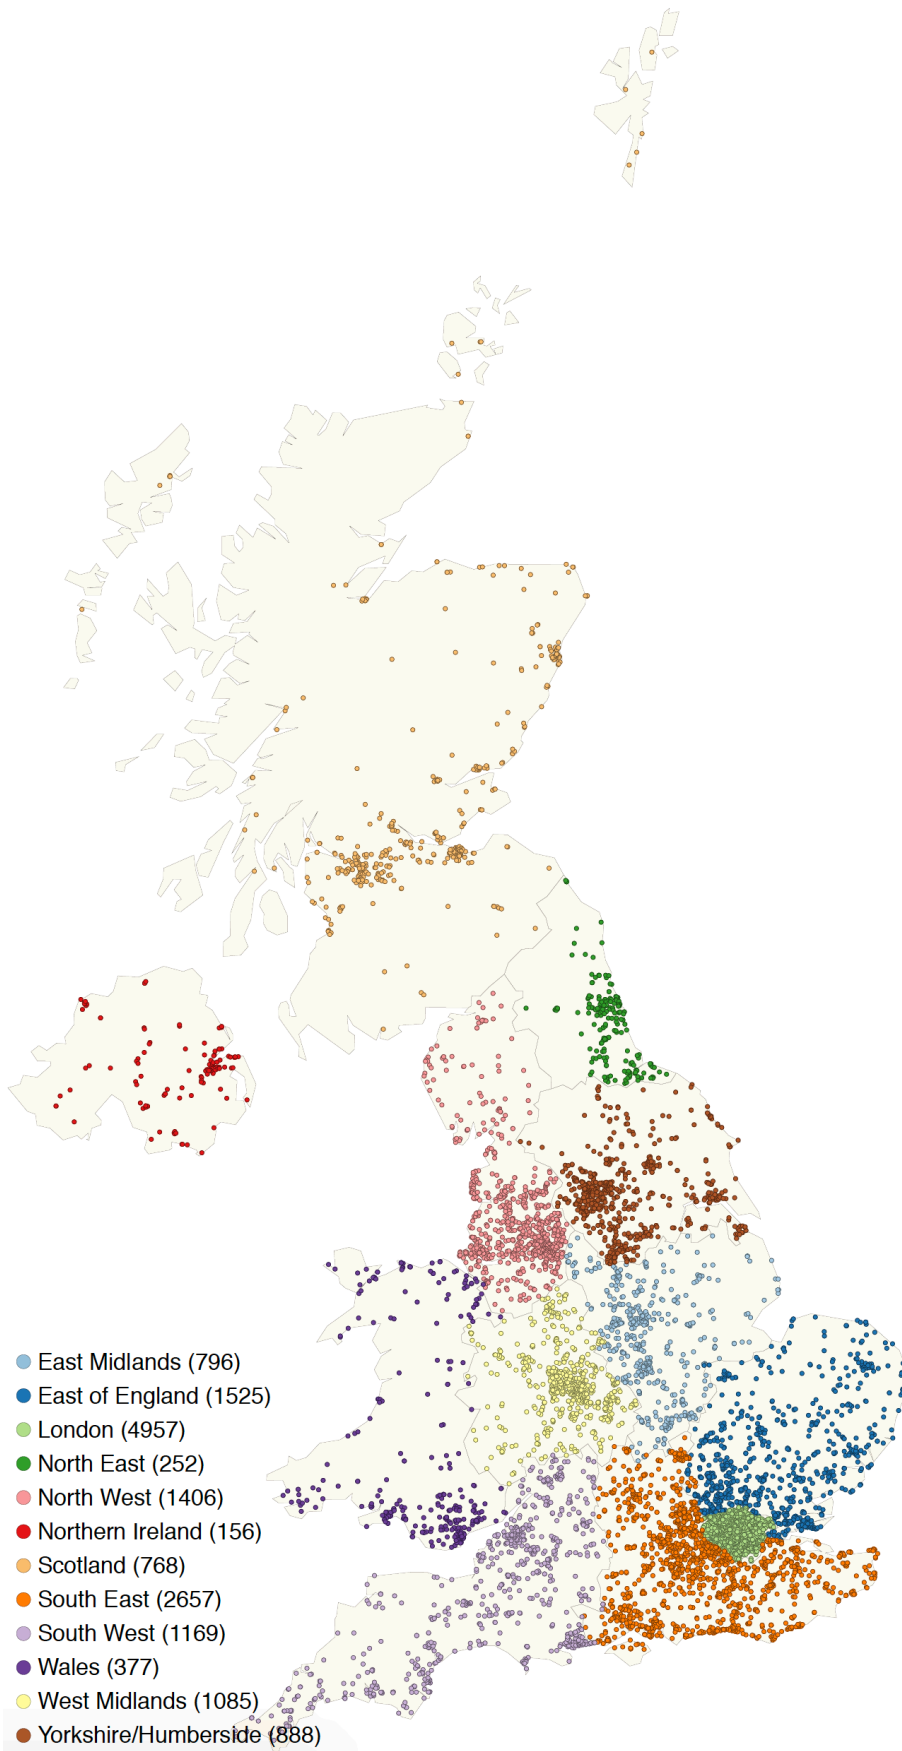 East Midlands (796)
East of England (1525)
London (4957)
North East (252)
North West (1406)
Northern Ireland (156)
Scotland (768)
South East (2657)
South West (1169)
Wales (377)
West Midlands (1085)
Yorkshire/Humberside (888)